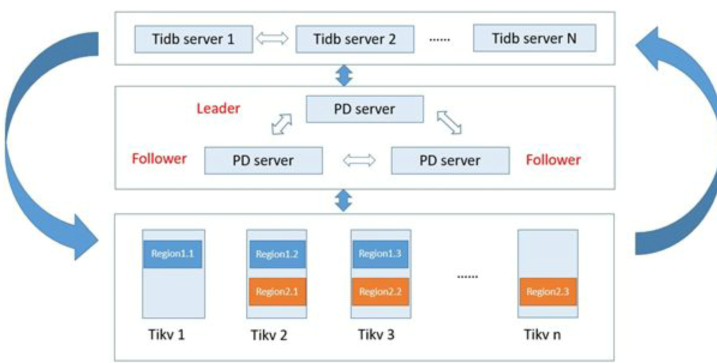 Tidb server 1
Tidb server 2
......
Tidb server N
Leader
PD server
Follower
PD server
PD server
Follower
Region1.1
Region1.2
Region1.3
......
Region2.1
Region2.2
Region2.3
Tikv 1
Tikv 2
Tikv 3
Tikv n